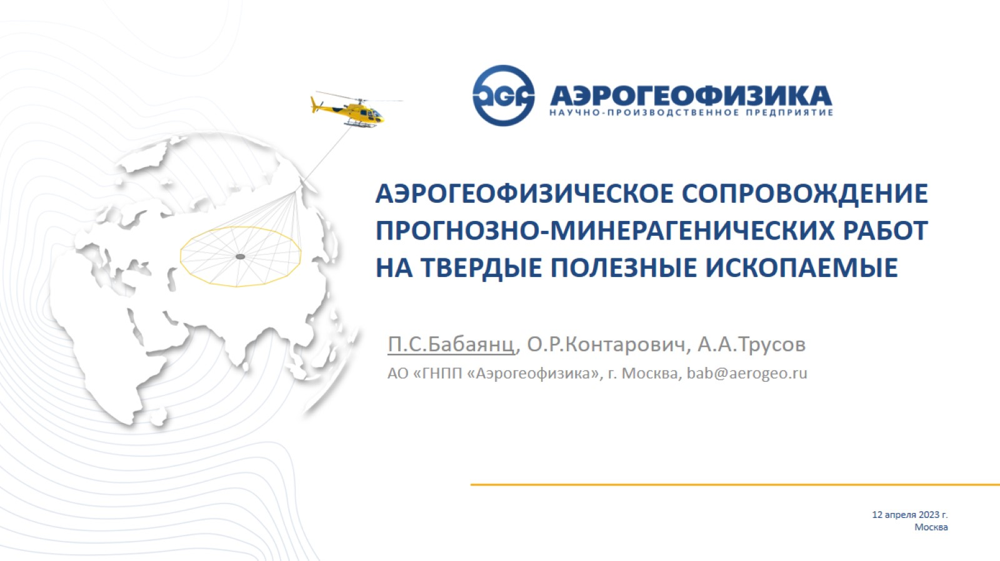 AGP АЭРОГЕОФИЗИКА
НАУЧНО-ПРОИЗВОДСТВЕННОЕ ПРЕДПРИЯТИЕ
АЭРОГЕОФИЗИЧЕСКОЕ СОПРОВОЖДЕНИЕ
ПРОГНОЗНО-МИНЕРАГЕНИЧЕСКИХ РАБОТ
НА ТВЕРДЫЕ ПОЛЕЗНЫЕ ИСКОПАЕМЫЕ
П.С.Бабаянц, О.Р.Контарович, А.А.Трусов
АО «ГНПП «Аэрогеофизика», г. Москва, bab@aerogeo.ru
12 апреля 2023 г.
Москва